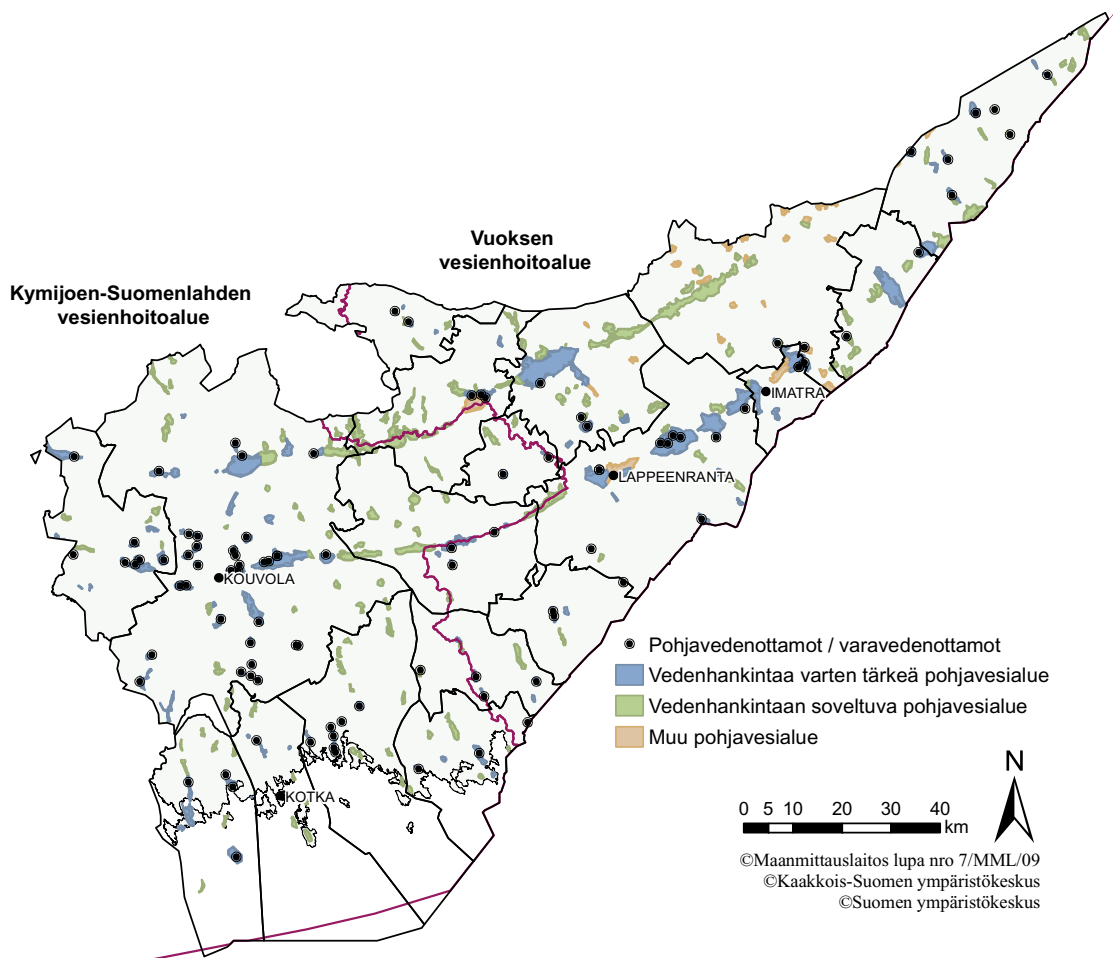 Vuoksen
vesienhoitoalue
Kymijoen-Suomenlahden
vesienhoitoalue
IMATRA
LAPPEENRANTA
KOUVOLA
KOTKA
Pohjavedenottamot / varavedenottamot
Vedenhankintaa varten tärkeä pohjavesialue
Vedenhankintaan soveltuva pohjavesialue
Muu pohjavesialue
N
0 5 10 20 30 40
km
©Maanmittauslaitos lupa nro 7/MML/09
©Kaakkois-Suomen ympäristökeskus
©Suomen ympäristökeskus